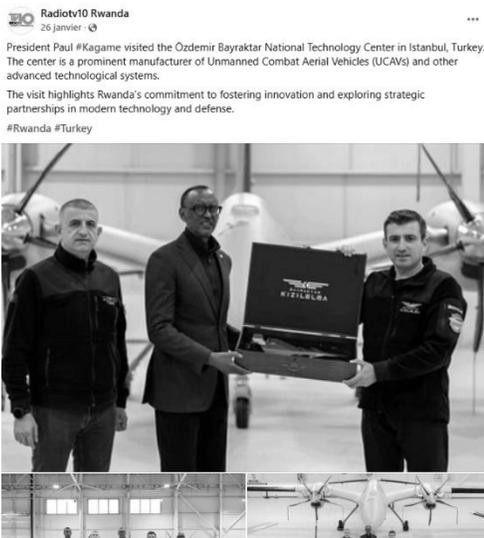 Radiotv10 Rwanda
26 janvier
President Paul #Kagame visited the Özdemir Bayraktar National Technology Center in Istanbul, Turkey.
The center is a prominent manufacturer of Unmanned Combat Aerial Vehicles (UCAVs) and other
advanced technological systems.
The visit highlights Rwanda's commitment to fostering innovation and exploring strategic
partnerships in modern technology and defense.
#Rwanda #Turkey
BAYRAKTAR
KIZILELMA